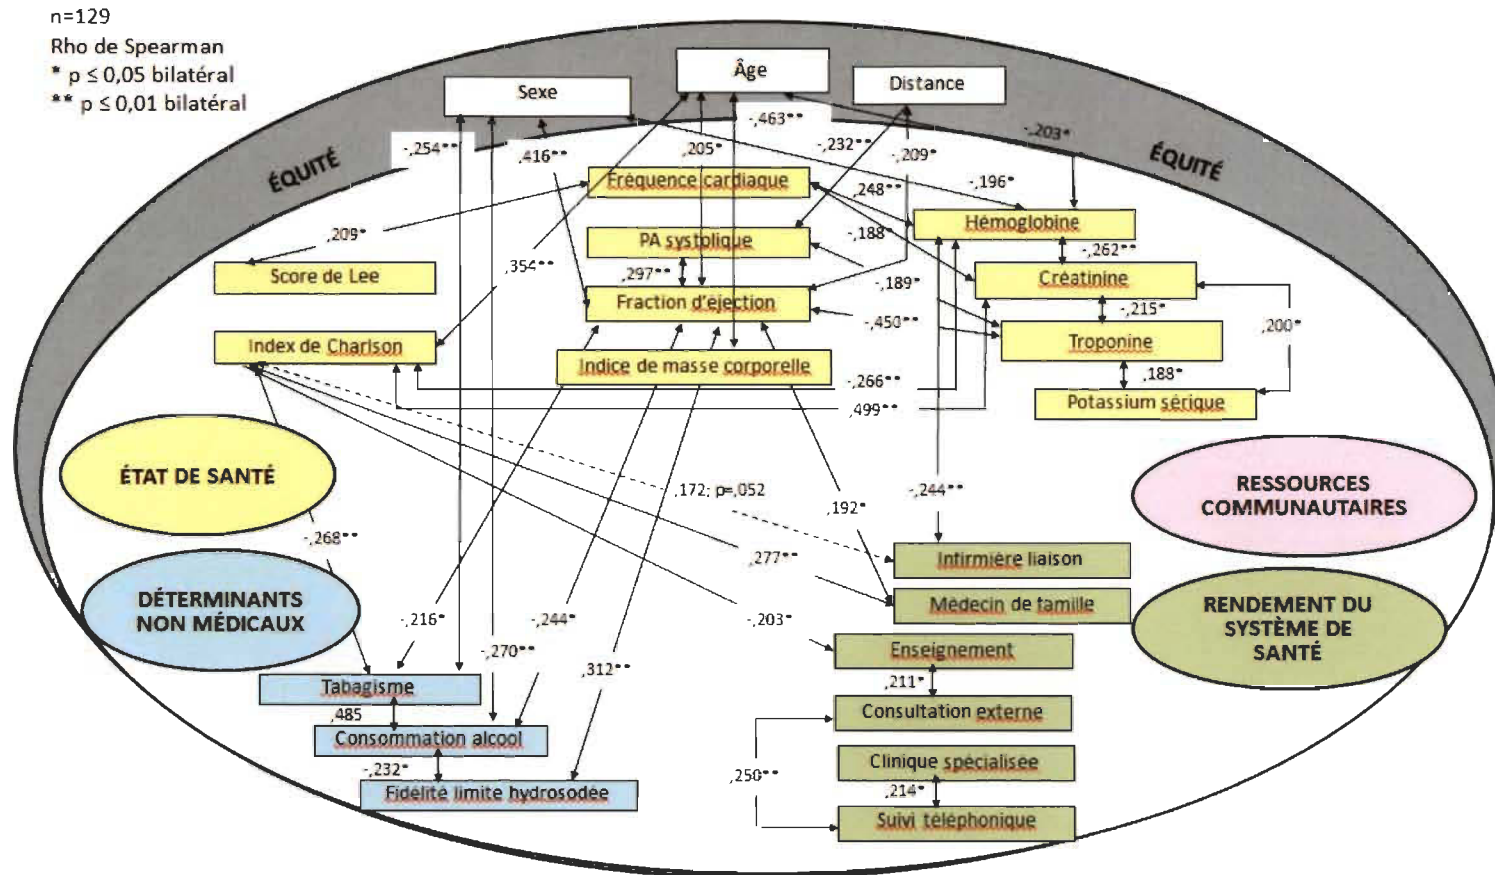 n=129
Rho de Spearman
* p ≤ 0,05 bilatéral
** p ≤ 0,01 bilatéral
Âge
Sexe
Distance
ÉQUITÉ
ÉQUITÉ
-,254**
,416**
,205*
-,463**
-,232**
-,209*
-,203*
Fréquence cardiaque
,248**
-,196*
Hémoglobine
,209*
PA systolique
-,188*
-,262**
Score de Lee
,354**
,297**
-,189*
Créatinine
Fraction d'éjection
-,450**
-,215*
,200*
Index de Charlson
Troponine
Indice de masse corporelle
-,266**
,188*
,499**
Potassium sérique
ÉTAT DE SANTÉ
,172; p=,052
-,244**
,192*
RESSOURCES
COMMUNAUTAIRES
-,268**
,277**
Infirmière liaison
DÉTERMINANTS
NON MÉDICAUX
Médecin de famille
RENDEMENT DU
SYSTÈME DE
SANTÉ
-,216*
-,244*
-,203*
-,270**
Enseignement
,312**
,211*
Tabagisme
,485
Consultation externe
Consommation alcool
-,232*
,250**
Clinique spécialisée
Fidélité limite hydrosodée
,214*
Suivi téléphonique